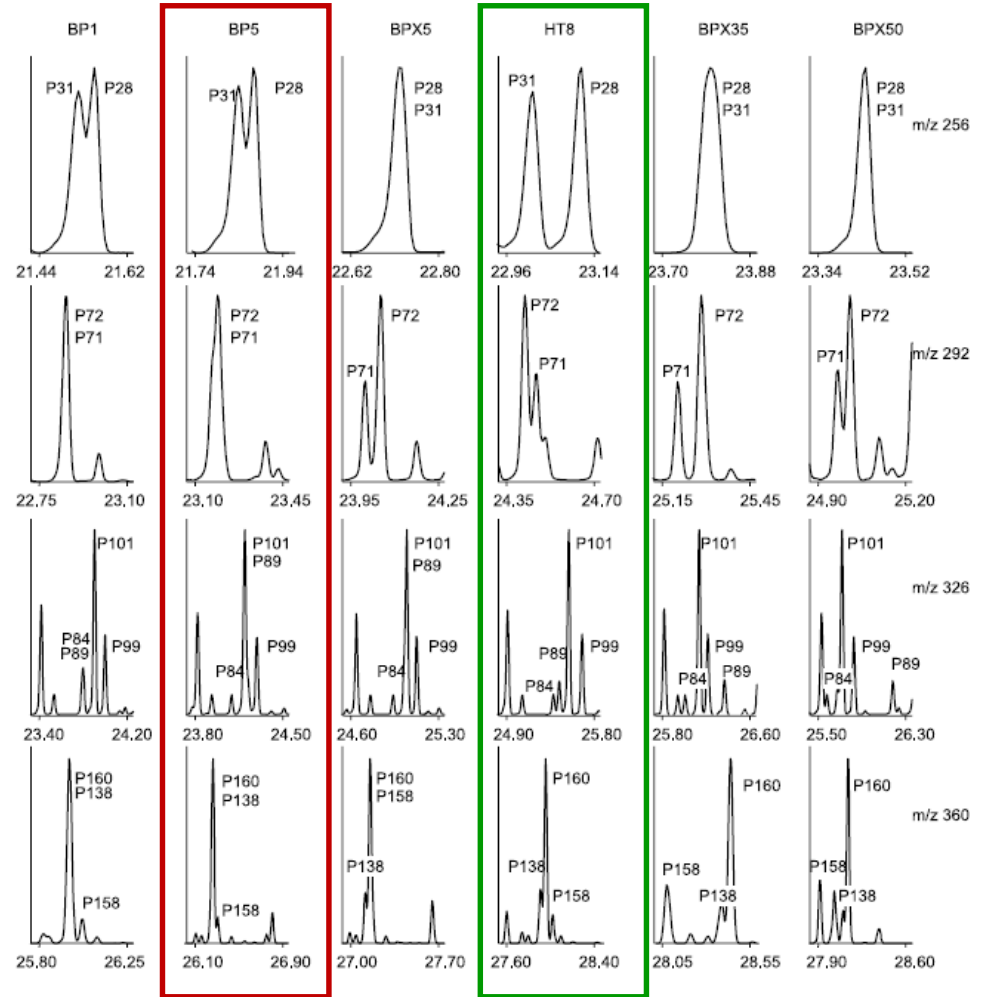 BP1 BP5 BPX5 HT8 BPX35 BPX50
P31 P28
P31 P28
P28
P31
P31 P28
P28
P31
P28
P31
m/z 256
21.44 21.62 21.74 21.94 22.62 22.80 22.96 23.14 23.70 23.88 23.34 23.52
P72
P71
P72
P71
P72
P71
P72
P71
P72
P71
P72
P71
m/z 292
22.75 23.10 23.10 23.45 23.95 24.25 24.35 24.70 25.15 25.45 24.90 25.20
P101
P84
P89
P99
P101
P89
P99
P84
P101
P89
P99
P84
P101
P89
P84
P99
P101
P99
P84
P89
P101
P99
P84
P89
m/z 326
23.40 24.20 23.80 24.50 24.60 25.30 24.90 25.80 25.80 26.60 25.50 26.30
P160
P138
P158
P160
P138
P158
P160
P158
P138
P160
P138
P158
P160
P158
P138
P160
P158
P138
m/z 360
25.80 26.25 26.10 26.90 27.00 27.70 27.60 28.40 28.05 28.55 27.90 28.60